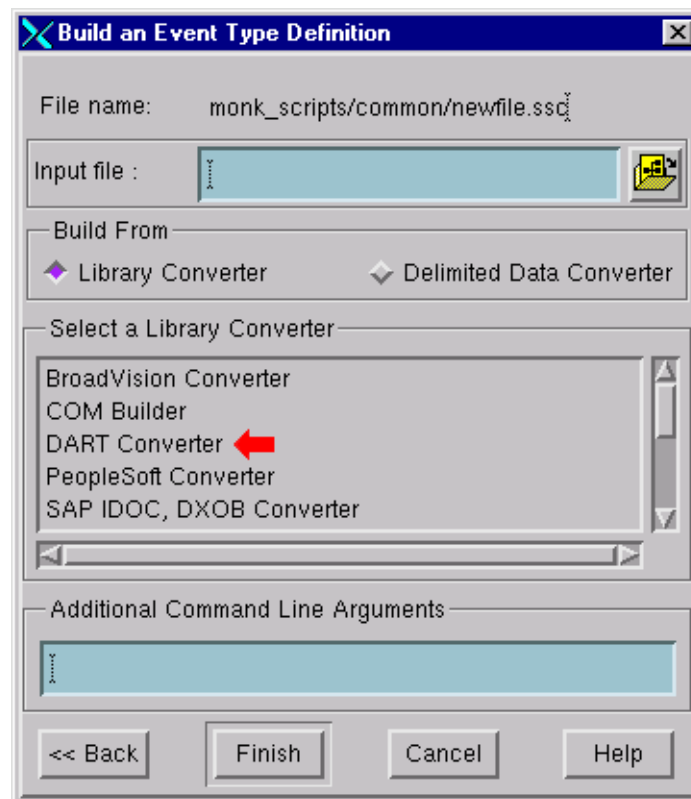 Build an Event Type Definition
File name: monk_scripts/common/newfile.ssc
Input file :
Build From
Library Converter Delimited Data Converter
Select a Library Converter
BroadVision Converter
COM Builder
DART Converter
PeopleSoft Converter
SAP IDOC, DXOB Converter
Additional Command Line Arguments
<< Back Finish Cancel Help